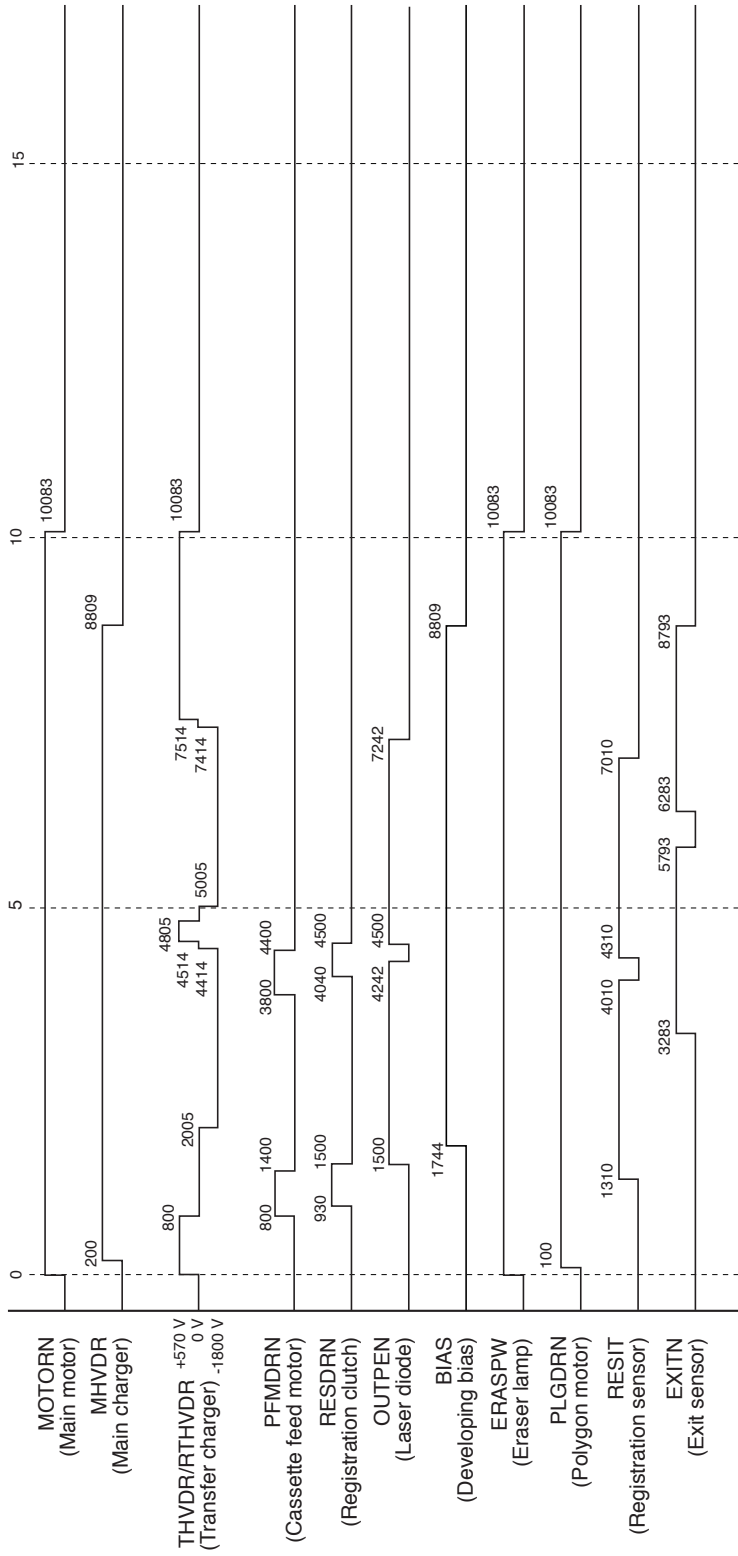 0
5
10
15
MOTORN
(Main motor)
10083
MHVDR
(Main charger)
200
8809
THVDR/RTHVDR
(Transfer charger)
+570 V
0 V
-1800 V
800
2005
4514
4414
4805
5005
7514
7414
10083
PFMDRN
(Cassette feed motor)
800
1400
3800
4400
RESDRN
(Registration clutch)
930
1500
4040
4500
OUTPEN
(Laser diode)
1500
4242
4500
7242
BIAS
(Developing bias)
1744
8809
ERASPW
(Eraser lamp)
10083
PLGDRN
(Polygon motor)
100
10083
RESIT
(Registration sensor)
1310
4010
4310
7010
EXITN
(Exit sensor)
3283
5793
6283
8793